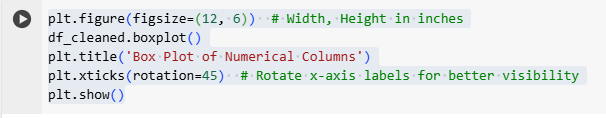 plt.figure(figsize=(12, 6))  # Width, Height in inches
df_cleaned.boxplot()
plt.title('Box Plot of Numerical Columns')
plt.xticks(rotation=45)  # Rotate x-axis labels for better visibility
plt.show()